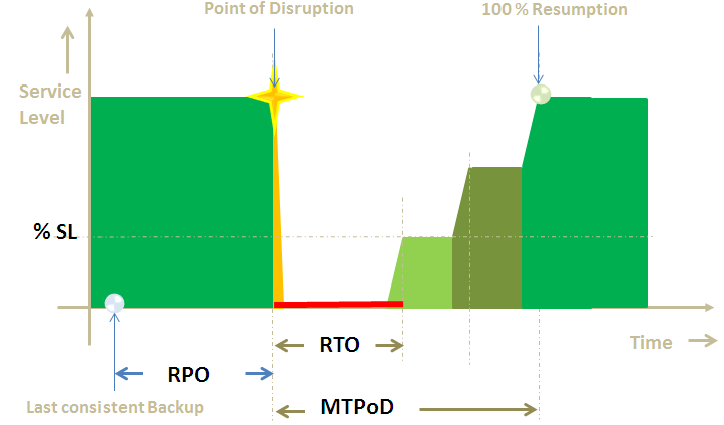 Point of Disruption
100 % Resumption
Service
Level
% SL
Time
RTO
RPO
Last consistent Backup
MTPoD